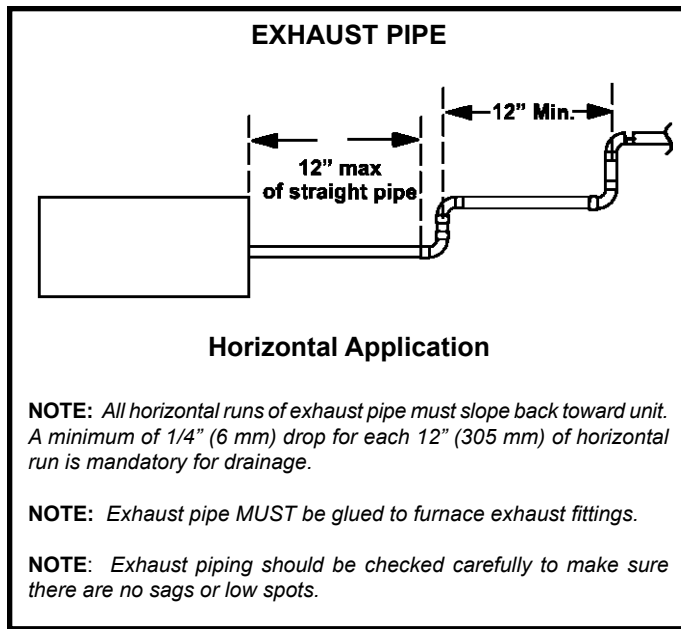 EXHAUST PIPE
12” Min.
12” max
of straight pipe
Horizontal Application
NOTE: All horizontal runs of exhaust pipe must slope back toward unit.
A minimum of 1/4” (6 mm) drop for each 12” (305 mm) of horizontal
run is mandatory for drainage.
NOTE: Exhaust pipe MUST be glued to furnace exhaust fittings.
NOTE: Exhaust piping should be checked carefully to make sure
there are no sags or low spots.